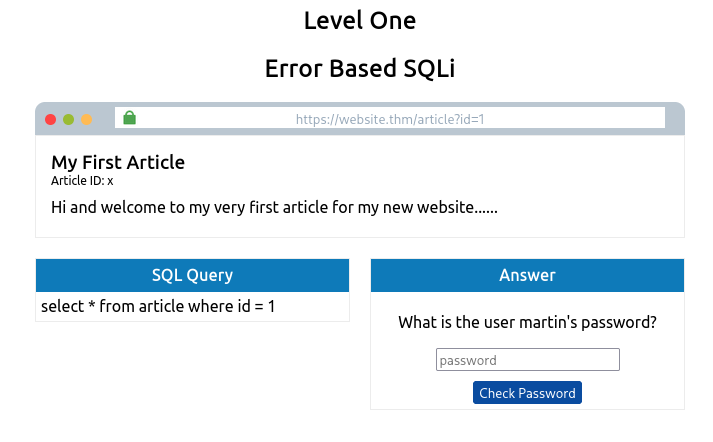 Level One
Error Based SQLi
https://website.thm/article?id=1
My First Article
Article ID: x
Hi and welcome to my very first article for my new website......
SQL Query
select * from article where id = 1
Answer
What is the user martin's password?
password
Check Password